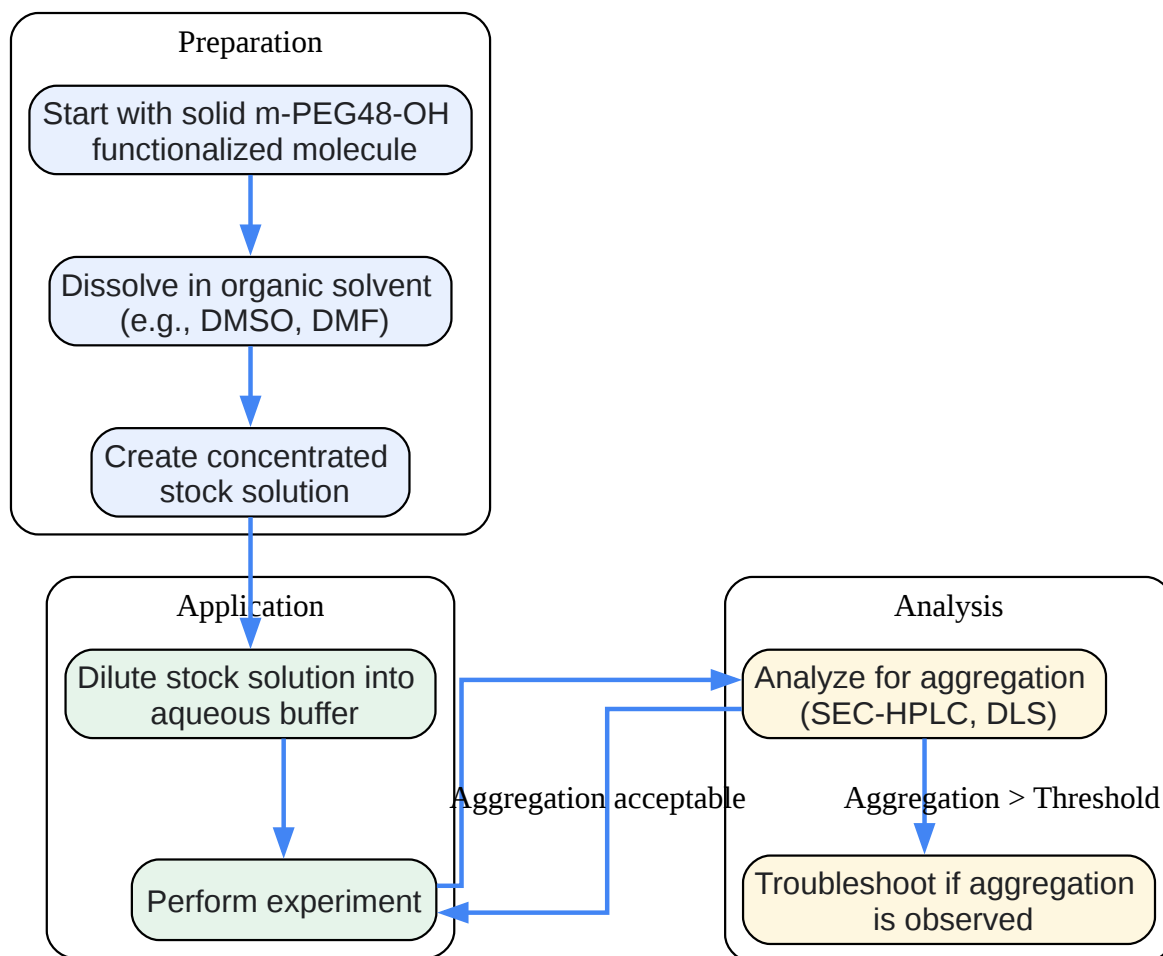 Preparation
Start with solid m-PEG48-OH
functionalized molecule
Dissolve in organic solvent
(e.g., DMSO, DMF)
Create concentrated
stock solution
Application
Dilute stock solution into
aqueous buffer
Perform experiment
Analysis
Analyze for aggregation
(SEC-HPLC, DLS)
Aggregation acceptable
Aggregation > Threshold
Troubleshoot if aggregation
is observed